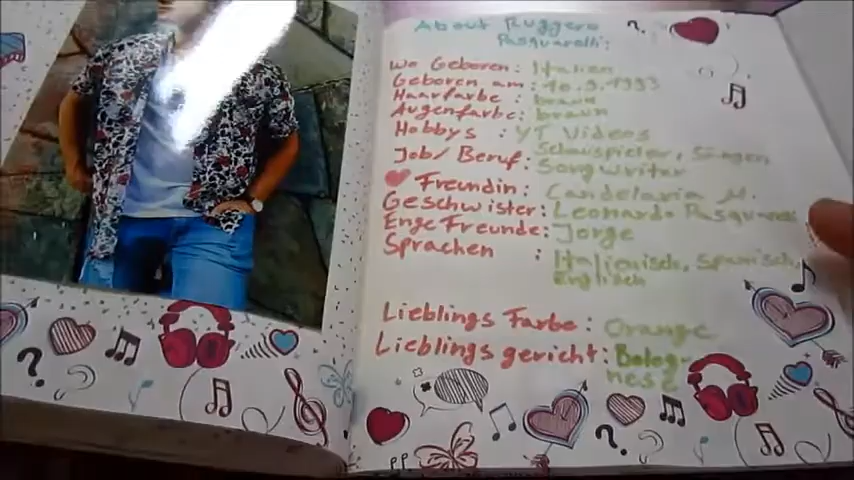 About Ruggero
Pasquarelli:
Wo Geboren: Italien
Geboren am: 10.9.1993
Haarfarbe: braun
Augenfarbe: braun
Hobbys: YT Videos
Job/Beruf: Schauspieler, Singen,
Songwriter
Freundin: Candelaria M.
Geschwister: Leonardo Pasquarelli
Enge Freunde: Jorge
Sprachen: Italienisch, Spanisch,
Englisch
Lieblings Farbe: Orange
Lieblings gericht: Bolog-
nese